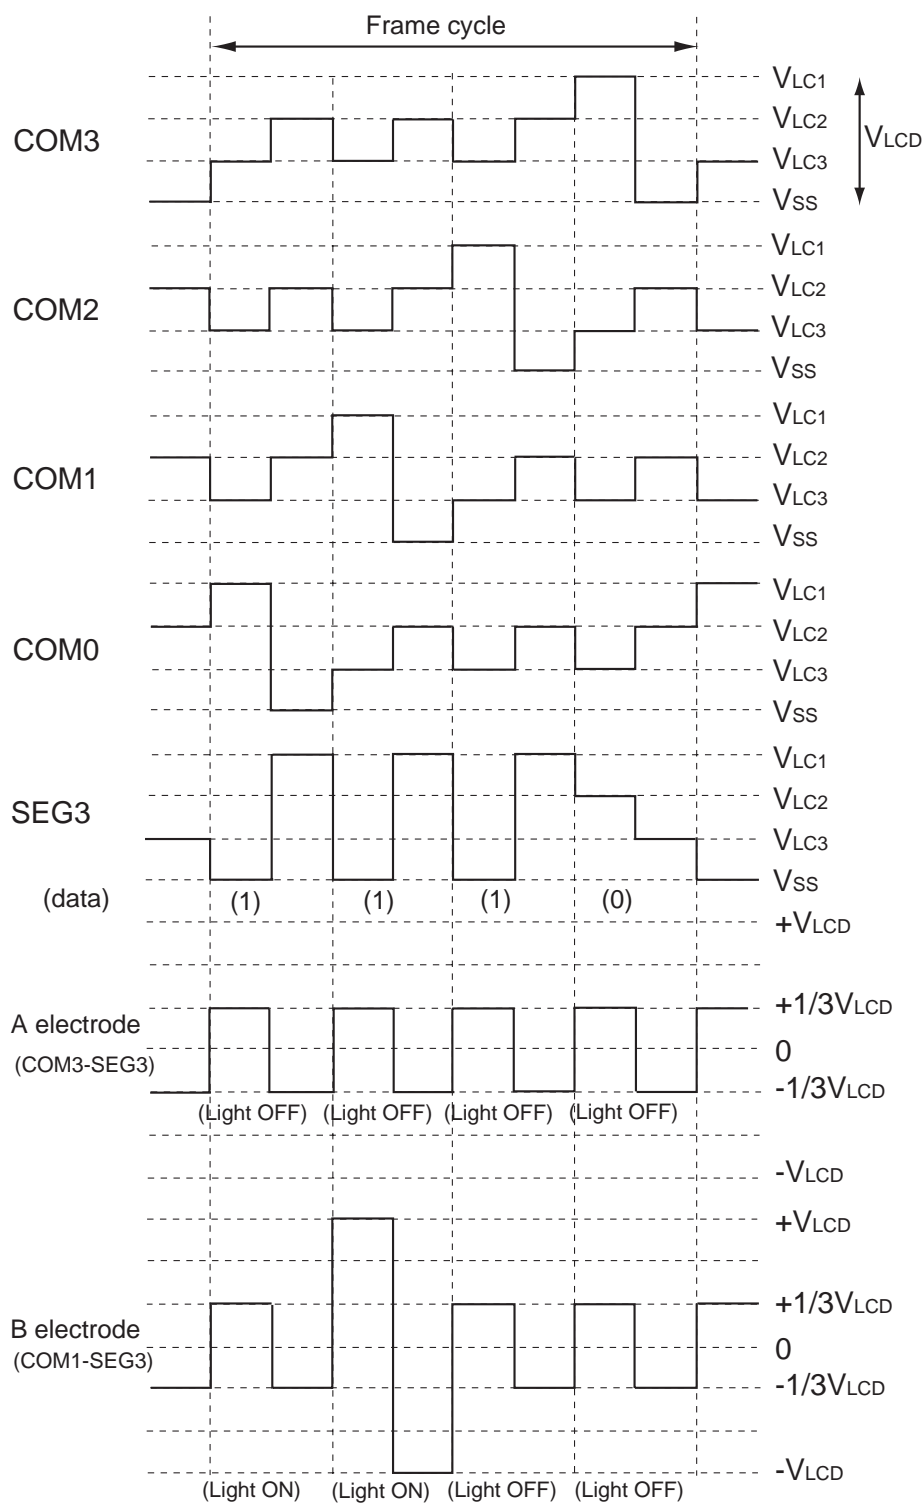 Frame cycle
COM3
VLC1
VLC2
VLC3
VSS
VLCD
COM2
VLC1
VLC2
VLC3
VSS
COM1
VLC1
VLC2
VLC3
VSS
COM0
VLC1
VLC2
VLC3
VSS
SEG3
VLC1
VLC2
VLC3
VSS
(data) (1) (1) (1) (0)
+VLCD
A electrode
(COM3-SEG3)
+1/3VLCD
0
-1/3VLCD
(Light OFF) (Light OFF) (Light OFF) (Light OFF)
-VLCD
+VLCD
B electrode
(COM1-SEG3)
+1/3VLCD
0
-1/3VLCD
-VLCD
(Light ON) (Light ON) (Light OFF) (Light OFF)